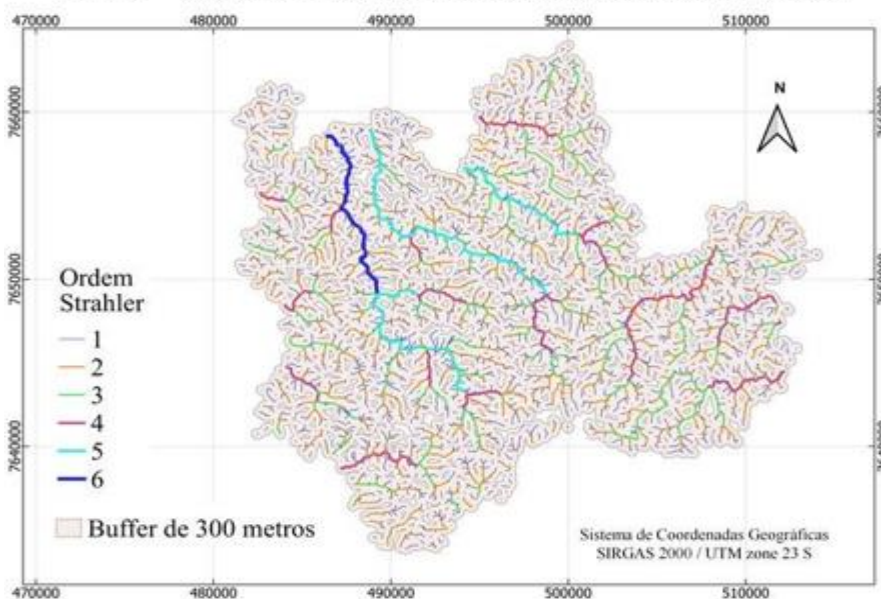 470000 480000 490000 500000 510000
7660000
N
7650000 7650000
Ordem
Strahler
1
2
3
4
5
6
7640000
Buffer de 300 metros
Sistema de Coordenadas Geográficas
SIRGAS 2000 / UTM zone 23 S
470000 480000 490000 500000 510000